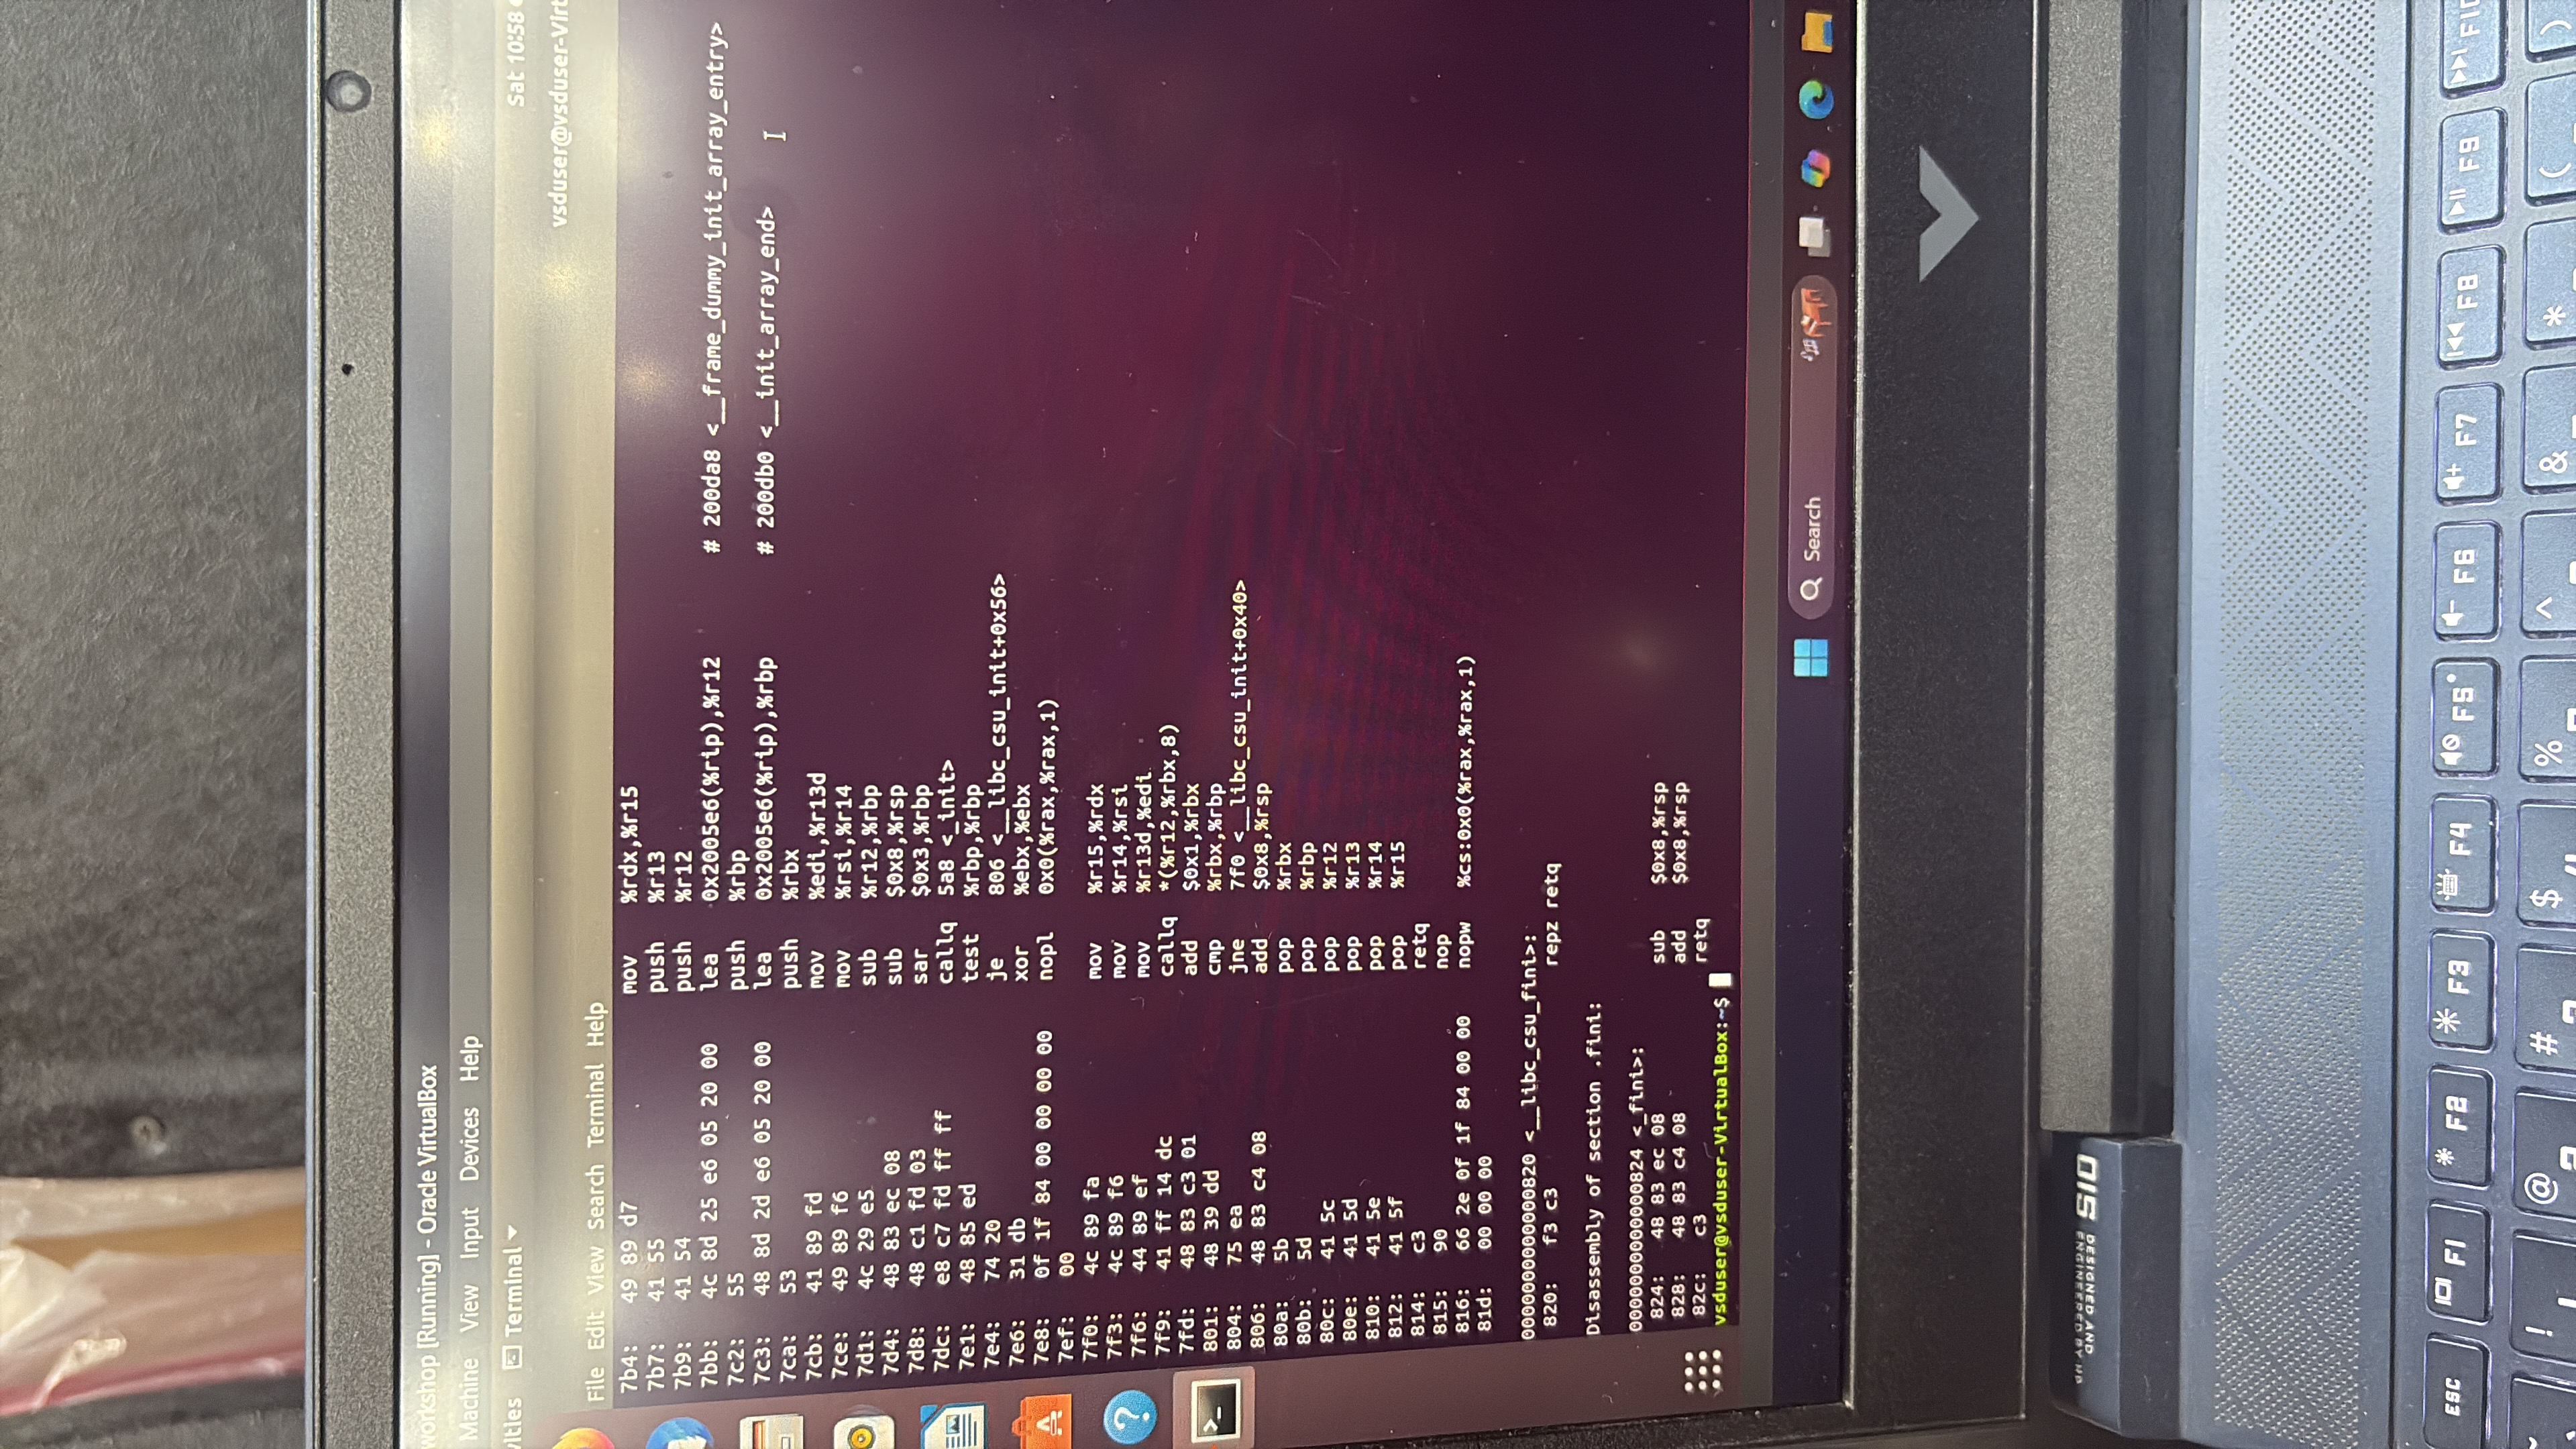 workshop [Running] - Oracle VirtualBox
Machine View Input Devices Help
Terminal
Sat 10:58
vsduser@vsduser-Virt
File Edit View Search Terminal Help
7b4: 49 89 d7 mov %rdx,%r15
7b7: 41 55 push %r13
7b9: 41 54 push %r12
7bb: 4c 8d 25 e6 05 20 00 lea 0x2005e6(%rip),%r12 # 200da8 <__frame_dummy_init_array_entry>
7c2: 55 push %rbp
7c3: 48 8d 2d e6 05 20 00 lea 0x2005e6(%rip),%rbp # 200db0 <__init_array_end>
7ca: 53 push %rbx
7cb: 41 89 fd mov %edi,%r13d
7ce: 49 89 f6 mov %rsi,%r14
7d1: 4c 29 e5 sub %r12,%rbp
7d4: 48 83 ec 08 sub $0x8,%rsp
7d8: 48 c1 fd 03 sar $0x3,%rbp
7dc: e8 c7 fd ff ff callq 5a8 <_init>
7e1: 48 85 ed test %rbp,%rbp
7e4: 74 20 je 806 <__libc_csu_init+0x56>
7e6: 31 db xor %ebx,%ebx
7e8: 0f 1f 84 00 00 00 00 nopl 0x0(%rax,%rax,1)
7ef: 00
7f0: 4c 89 fa mov %r15,%rdx
7f3: 4c 89 f6 mov %r14,%rsi
7f6: 44 89 ef mov %r13d,%edi
7f9: 41 ff 14 dc callq *(%r12,%rbx,8)
7fd: 48 83 c3 01 add $0x1,%rbx
801: 48 39 dd cmp %rbx,%rbp
804: 75 ea jne 7f0 <__libc_csu_init+0x40>
806: 48 83 c4 08 add $0x8,%rsp
80a: 5b pop %rbx
80b: 5d pop %rbp
80c: 41 5c pop %r12
80e: 41 5d pop %r13
810: 41 5e pop %r14
812: 41 5f pop %r15
814: c3 retq
815: 90 nop
816: 66 2e 0f 1f 84 00 00 nopw %cs:0x0(%rax,%rax,1)
81d: 00 00 00
0000000000000820 <__libc_csu_fini>:
820: f3 c3 repz retq
Disassembly of section .fini:
0000000000000824 <_fini>:
824: 48 83 ec 08 sub $0x8,%rsp
828: 48 83 c4 08 add $0x8,%rsp
82c: c3 retq
vsduser@vsduser-VirtualBox:~$
Search
DESIGNED AND
ENGINEERED BY HP
ESC F1 F2 F3 F4 F5 F6 F7 F8 F9 F10
~ ! @ # $ % ^ & * ( )